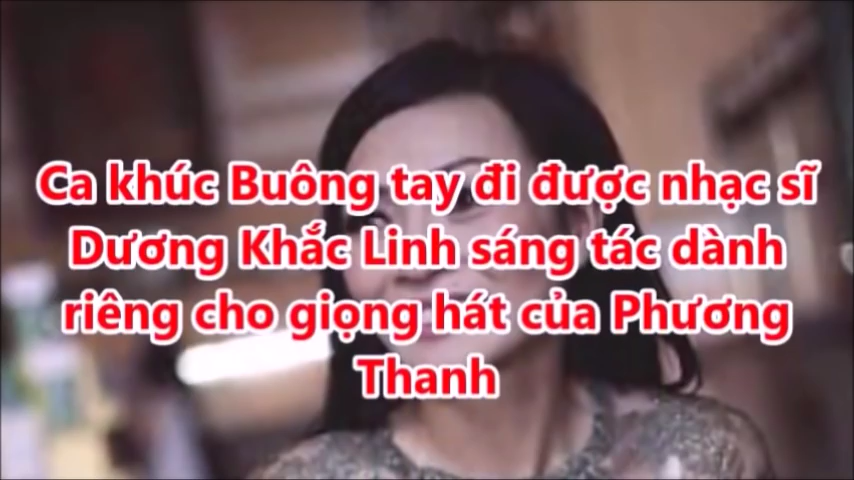 Ca khúc Buông tay đi được nhạc sĩ
Dương Khắc Linh sáng tác dành
riêng cho giọng hát của Phương
Thanh